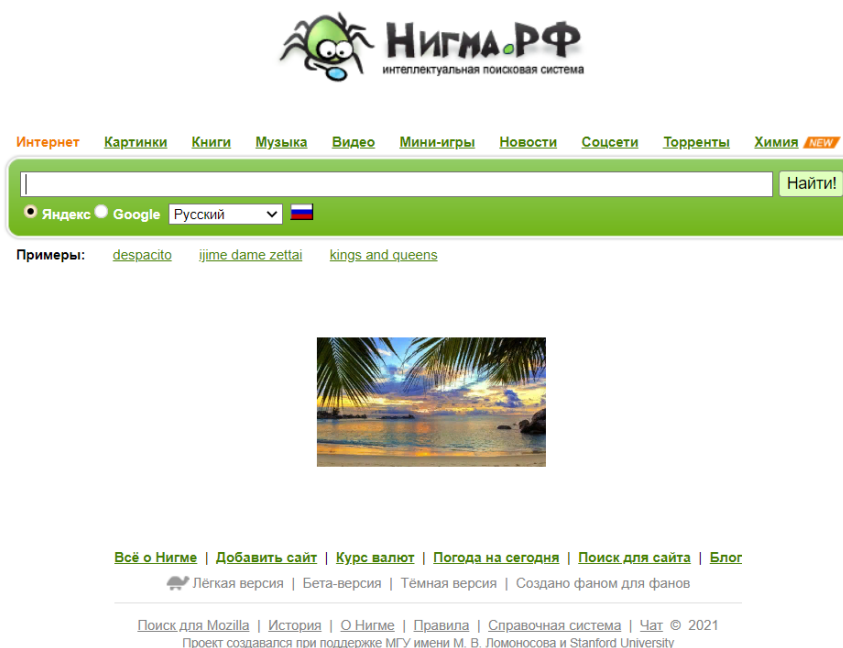 Нигма.РФ
интеллектуальная поисковая система
Интернет Картинки Книги Музыка Видео Мини-игры Новости Соцсети Торренты Химия NEW
Найти!
Яндекс Google Русский
Примеры: despacito ijime dame zettai kings and queens
Всё о Нигме | Добавить сайт | Курс валют | Погода на сегодня | Поиск для сайта | Блог
Лёгкая версия | Бета-версия | Тёмная версия | Создано фаном для фанов
Поиск для Mozilla | История | О Нигме | Правила | Справочная система | Чат © 2021
Проект создавался при поддержке МГУ имени М. В. Ломоносова и Stanford University